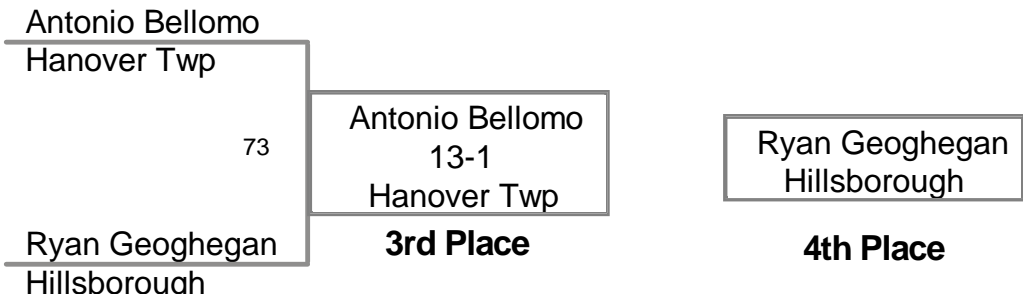 Antonio Bellomo
Hanover Twp
73
Antonio Bellomo
13-1
Hanover Twp
3rd Place
Ryan Geoghegan
Hillsborough
Ryan Geoghegan
Hillsborough
4th Place